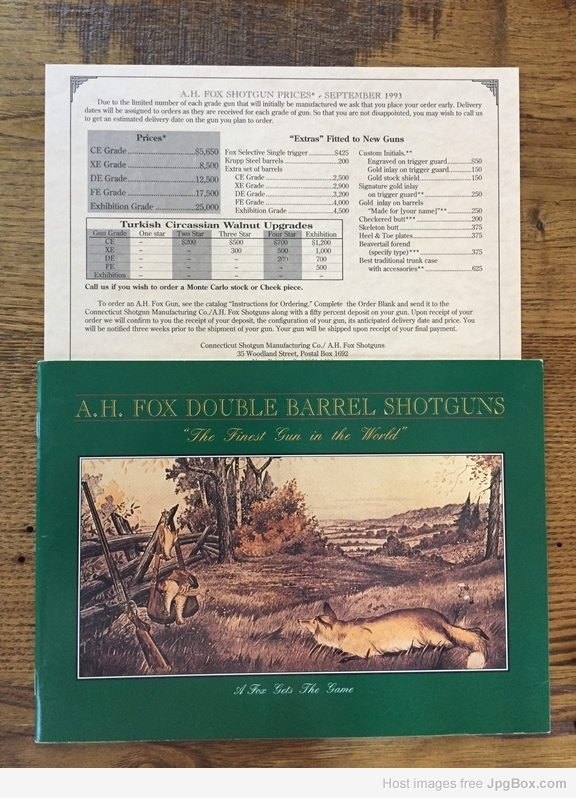 A.H. FOX SHOTGUN PRICES* - SEPTEMBER 1993
Due to the limited number of each grade gun that will initially be manufactured we ask that you place your order early. Delivery
dates will be assigned to orders as they are received for each grade of gun. So that you are not disappointed, you may wish to call us
to get an estimated delivery date on the gun you plan to order.
Prices*
CE Grade $5,650
XE Grade 8,500
DE Grade 12,500
FE Grade 17,500
Exhibition Grade 25,000
"Extras" Fitted to New Guns
Fox Selective Single trigger $425
Krupp Steel barrels 200
Extra set of barrels
CE Grade 2,500
XE Grade 2,900
DE Grade 3,200
FE Grade 4,000
Exhibition Grade 4,500
Custom Initials.**
Engraved on trigger guard $50
Gold inlay on trigger guard 150
Gold stock shield 150
Signature gold inlay
on trigger guard** 250
Gold inlay on barrels
"Made for [your name]"** 250
Checkered butt*** 200
Skeleton butt 375
Heel & Toe plates 375
Beavertail forend
(specify type)*** 375
Best traditional trunk case
with accessories** 625
Turkish Circassian Walnut Upgrades
Gun Grade One star Two Star Three Star Four Star Exhibition
CE – $200 $500 $700 $1,200
XE – – 300 500 1,000
DE – – – 200 700
FE – – – – 500
Exhibition – – – – –
Call us if you wish to order a Monte Carlo stock or Cheek piece.
To order an A.H. Fox Gun, see the catalog "Instructions for Ordering." Complete the Order Blank and send it to the
Connecticut Shotgun Manufacturing Co./A.H. Fox Shotguns along with a fifty percent deposit on your gun. Upon receipt of your
order we will confirm to you the receipt of your deposit, the configuration of your gun, its anticipated delivery date and price. You
will be notified three weeks prior to the shipment of your gun. Your gun will be shipped upon receipt of your final payment.
Connecticut Shotgun Manufacturing Co./ A.H. Fox Shotguns
35 Woodland Street, Postal Box 1692
A.H. FOX DOUBLE BARREL SHOTGUNS
"The Finest Gun in the World"
A Fox Gets The Game
Host images free JpgBox.com